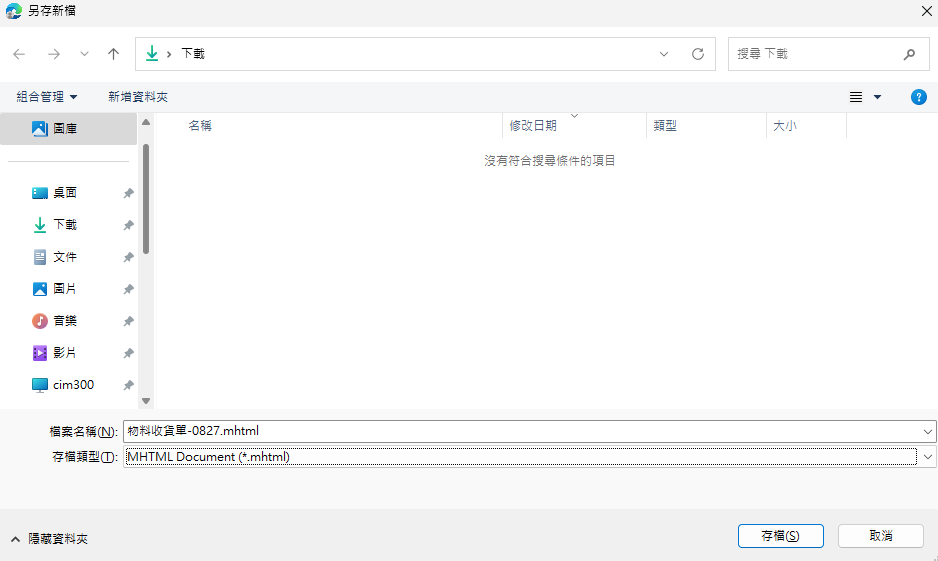 另存新檔
下載
搜尋 下載
組合管理
新增資料夾
圖庫
名稱
修改日期
類型
大小
沒有符合搜尋條件的項目
桌面
下載
文件
圖片
音樂
影片
cim300
檔案名稱(N):
物料收貨單-0827.mhtml
存檔類型(T):
MHTML Document (*.mhtml)
隱藏資料夾
存檔(S)
取消